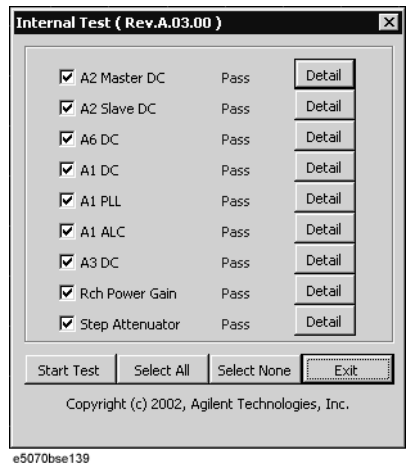 Internal Test ( Rev.A.03.00 )
A2 Master DC Pass Detail
A2 Slave DC Pass Detail
A6 DC Pass Detail
A1 DC Pass Detail
A1 PLL Pass Detail
A1 ALC Pass Detail
A3 DC Pass Detail
Rch Power Gain Pass Detail
Step Attenuator Pass Detail
Start Test Select All Select None Exit
Copyright (c) 2002, Agilent Technologies, Inc.
e5070bse139